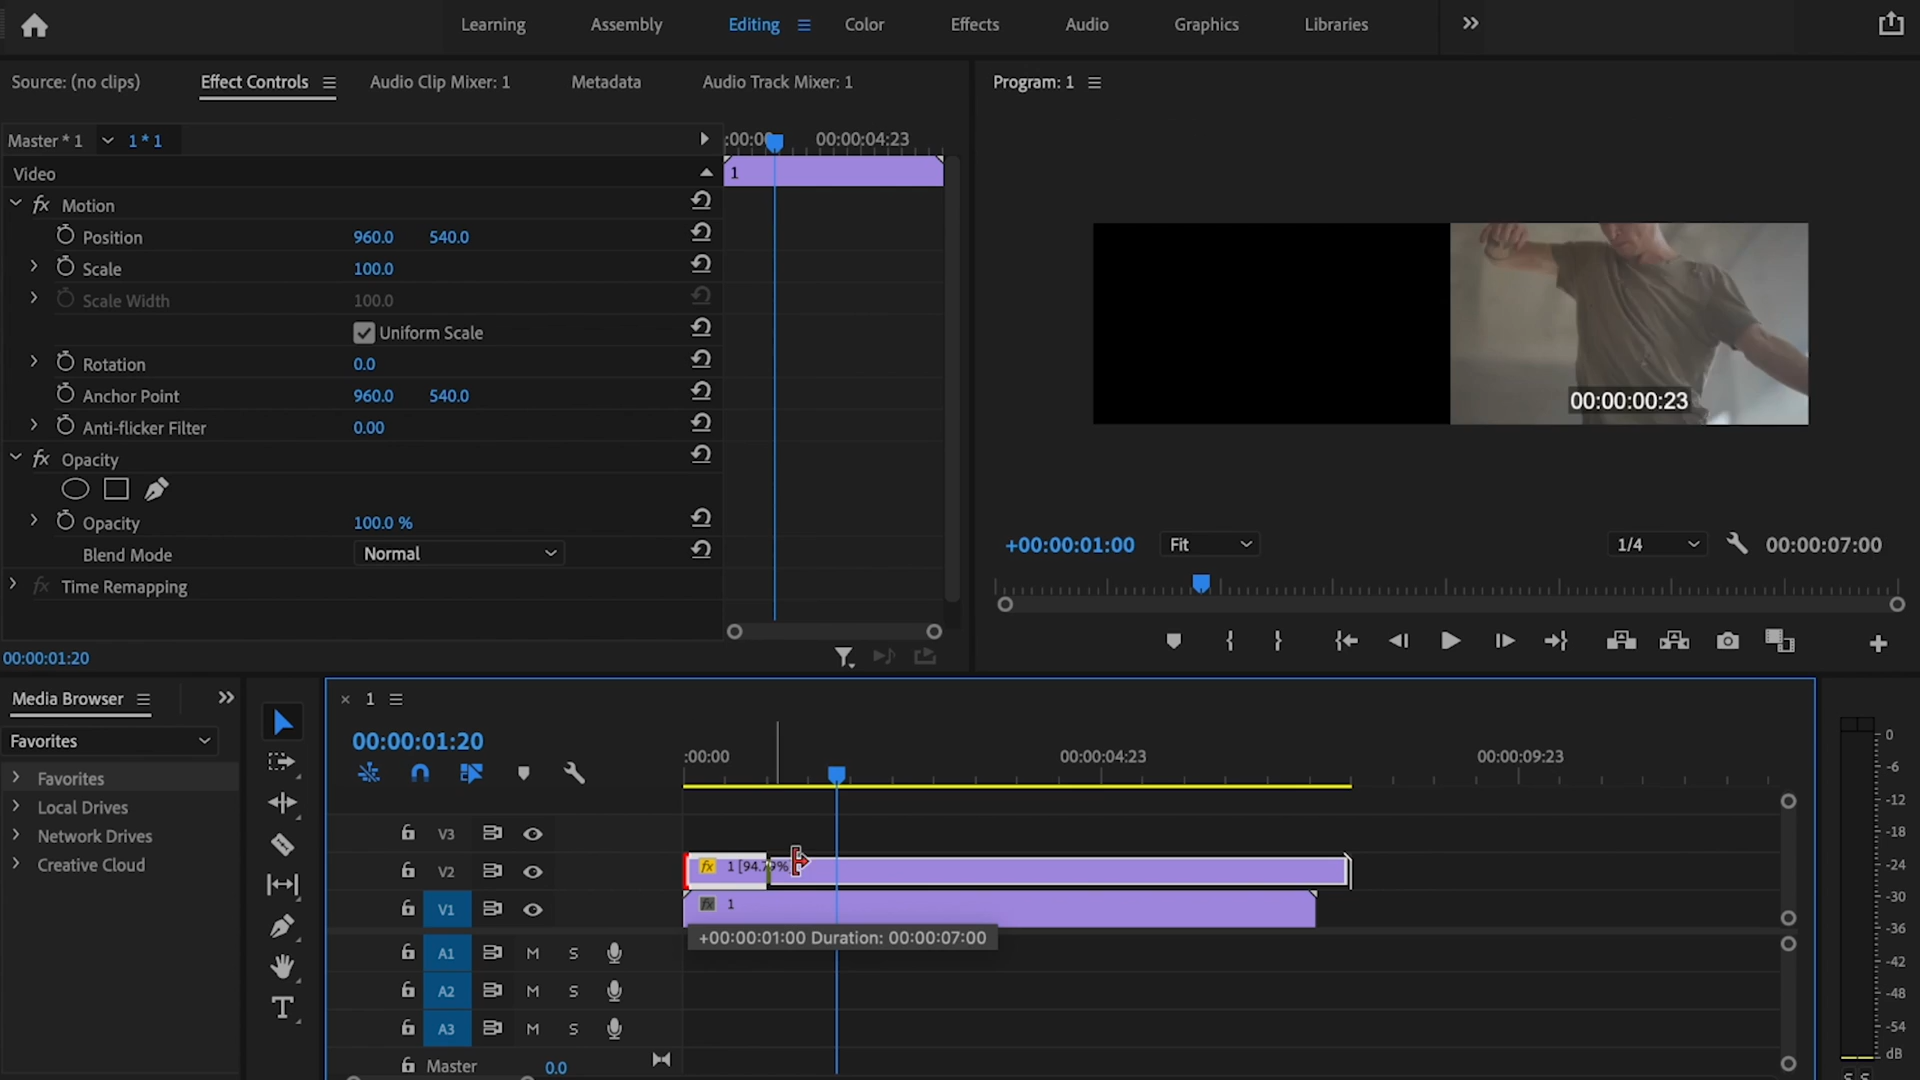 Learning Assembly Editing Color Effects Audio Graphics Libraries
Source: (no clips) Effect Controls Audio Clip Mixer: 1 Metadata Audio Track Mixer: 1
Program: 1
Master * 1 1 * 1
:00:00 00:00:04:23
Video
1
Motion
Position 960.0 540.0
Scale 100.0
Scale Width 100.0
Uniform Scale
Rotation 0.0
Anchor Point 960.0 540.0
Anti-flicker Filter 0.00
Opacity
Opacity 100.0 %
Blend Mode Normal
Time Remapping
00:00:01:20
00:00:00:23
+00:00:01:00 Fit 1/4 00:00:07:00
Media Browser
Favorites
Favorites
Local Drives
Network Drives
Creative Cloud
1
00:00:01:20
:00:00 00:00:04:23 00:00:09:23
V3
V2 fx 1 [94.79%]
V1 fx 1
+00:00:01:00 Duration: 00:00:07:00
A1 M S
A2 M S
A3 M S
Master 0.0
0
-6
-12
-18
-24
-30
-36
-42
-48
-54
dB
S S